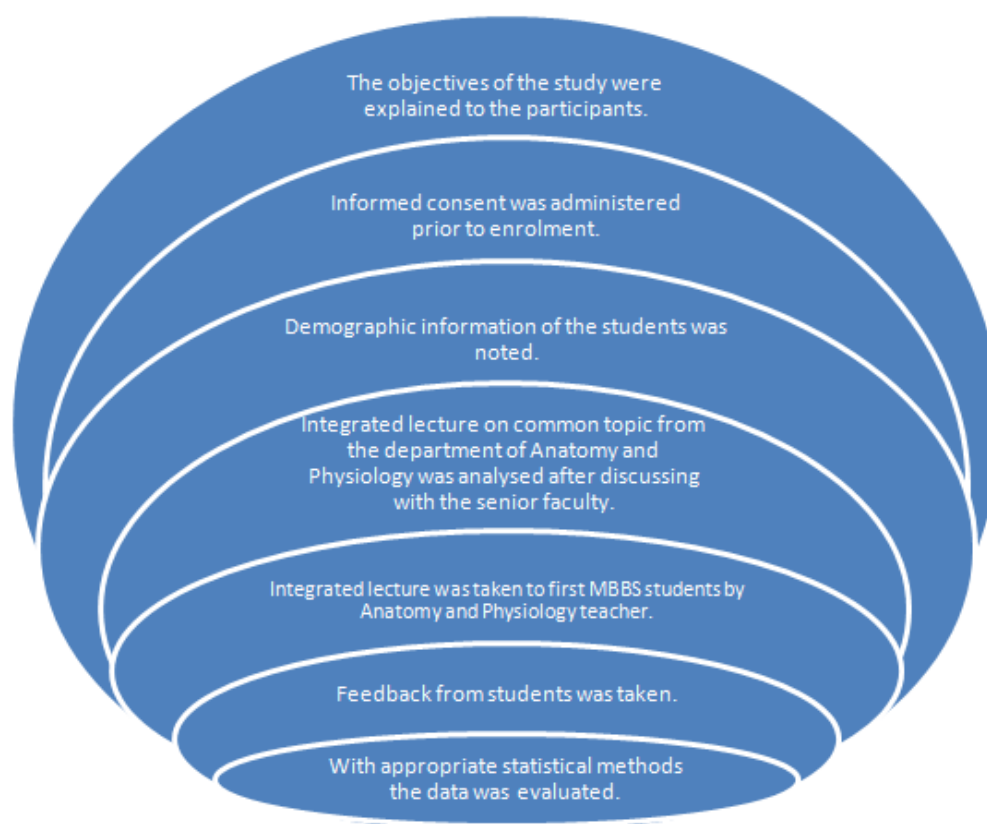 The objectives of the study were
explained to the participants.
Informed consent was administered
prior to enrolment.
Demographic information of the students was
noted.
Integrated lecture on common topic from
the department of Anatomy and
Physiology was analysed after discussing
with the senior faculty.
Integrated lecture was taken to first MBBS students by
Anatomy and Physiology teacher.
Feedback from students was taken.
With appropriate statistical methods
the data was evaluated.